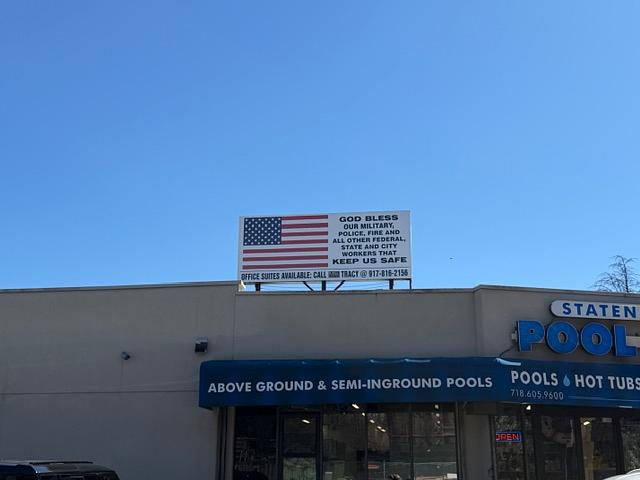 GOD BLESS
OUR MILITARY,
POLICE, FIRE AND
ALL OTHER FEDERAL,
STATE AND CITY
WORKERS THAT
KEEP US SAFE
OFFICE SUITES AVAILABLE: CALL TRACY @ 917-816-2156
STATEN
POOL
ABOVE GROUND & SEMI-INGROUND POOLS
POOLS HOT TUBS
718.605.9600
OPEN